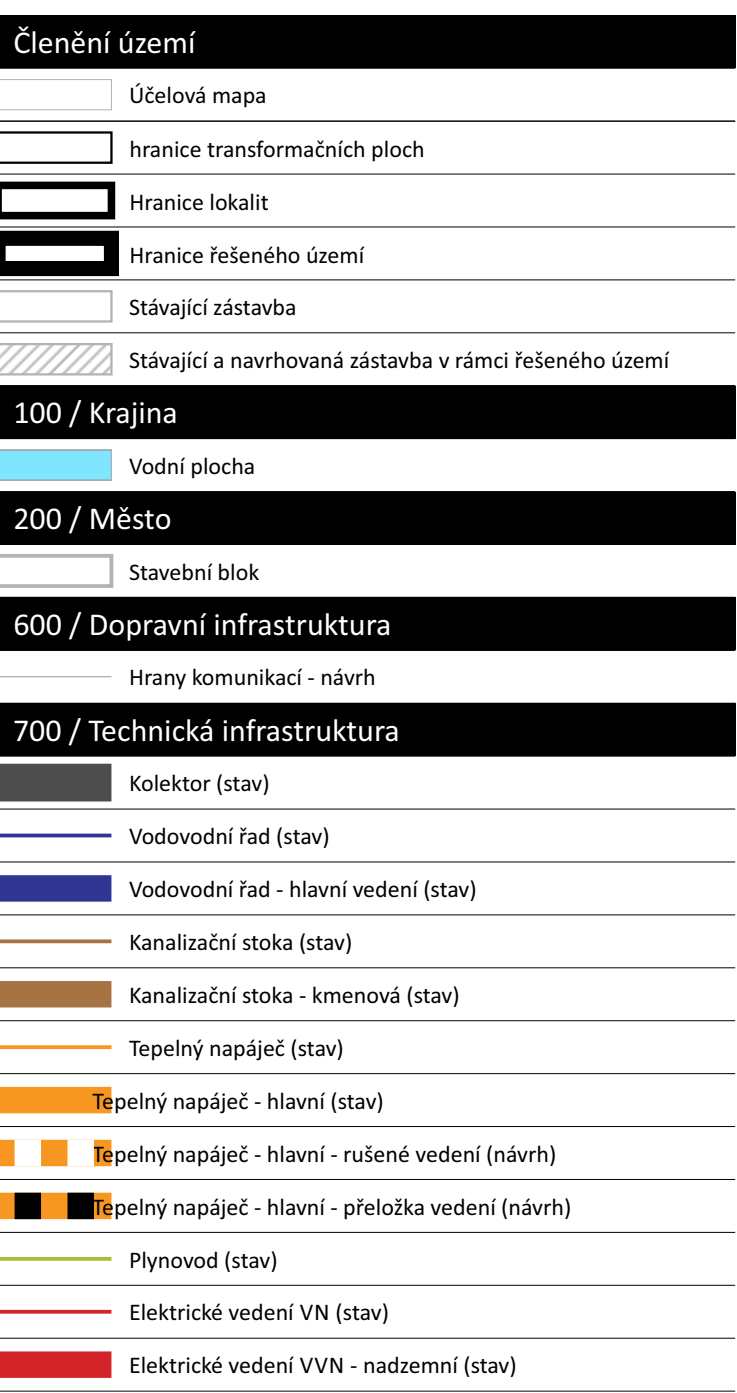 Členění území
Účelová mapa
hranice transformačních ploch
Hranice lokalit
Hranice řešeného území
Stávající zástavba
Stávající a navrhovaná zástavba v rámci řešeného území
100 / Krajina
Vodní plocha
200 / Město
Stavební blok
600 / Dopravní infrastruktura
Hrany komunikací - návrh
700 / Technická infrastruktura
Kolektor (stav)
Vodovodní řad (stav)
Vodovodní řad - hlavní vedení (stav)
Kanalizační stoka (stav)
Kanalizační stoka - kmenová (stav)
Tepelný napáječ (stav)
Tepelný napáječ - hlavní (stav)
Tepelný napáječ - hlavní - rušené vedení (návrh)
Tepelný napáječ - hlavní - přeložka vedení (návrh)
Plynovod (stav)
Elektrické vedení VN (stav)
Elektrické vedení VVN - nadzemní (stav)